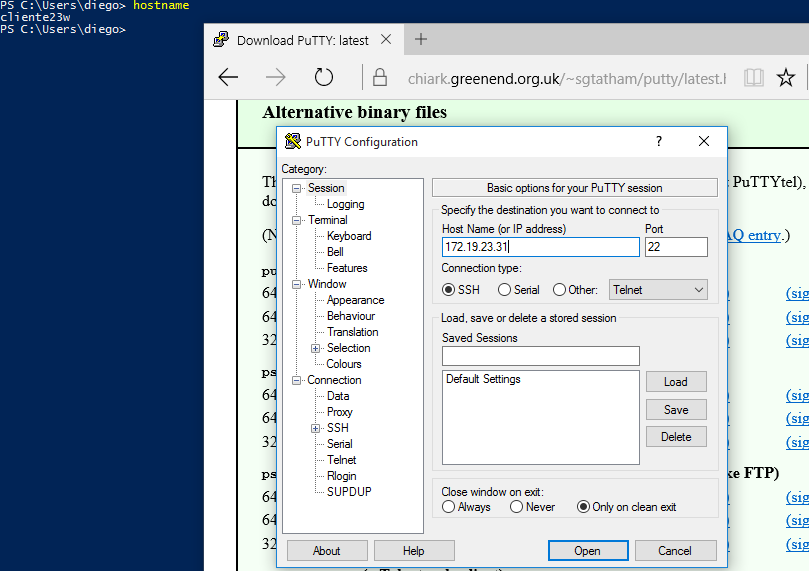 PS C:\Users\diego> hostname
cliente23w
PS C:\Users\diego>
Download PuTTY: latest
chiark.greenend.org.uk/~sgtatham/putty/latest.h
Alternative binary files
PuTTY Configuration
?
Category:
Session
Logging
Terminal
Keyboard
Bell
Features
Window
Appearance
Behaviour
Translation
Selection
Colours
Connection
Data
Proxy
SSH
Serial
Telnet
Rlogin
SUPDUP
Basic options for your PuTTY session
Specify the destination you want to connect to
Host Name (or IP address) Port
172.19.23.31 22
Connection type:
SSH Serial Other: Telnet
Load, save or delete a stored session
Saved Sessions
Default Settings
Load
Save
Delete
Close window on exit:
Always Never Only on clean exit
About Help Open Cancel
PuTTYtel),
(N
AQ entry.)
pu
64 (sig
64 (sig
32 (sig
ps
64 (sig
64 (sig
32 (sig
ps ke FTP)
64 (sig
64 (sig
32 (sig